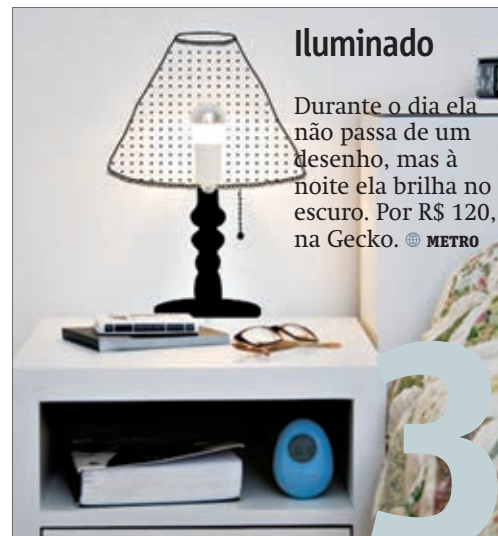 Iluminado
Durante o dia ela
não passa de um
desenho, mas à
noite ela brilha no
escuro. Por R$ 120,
na Gecko. METRO
3